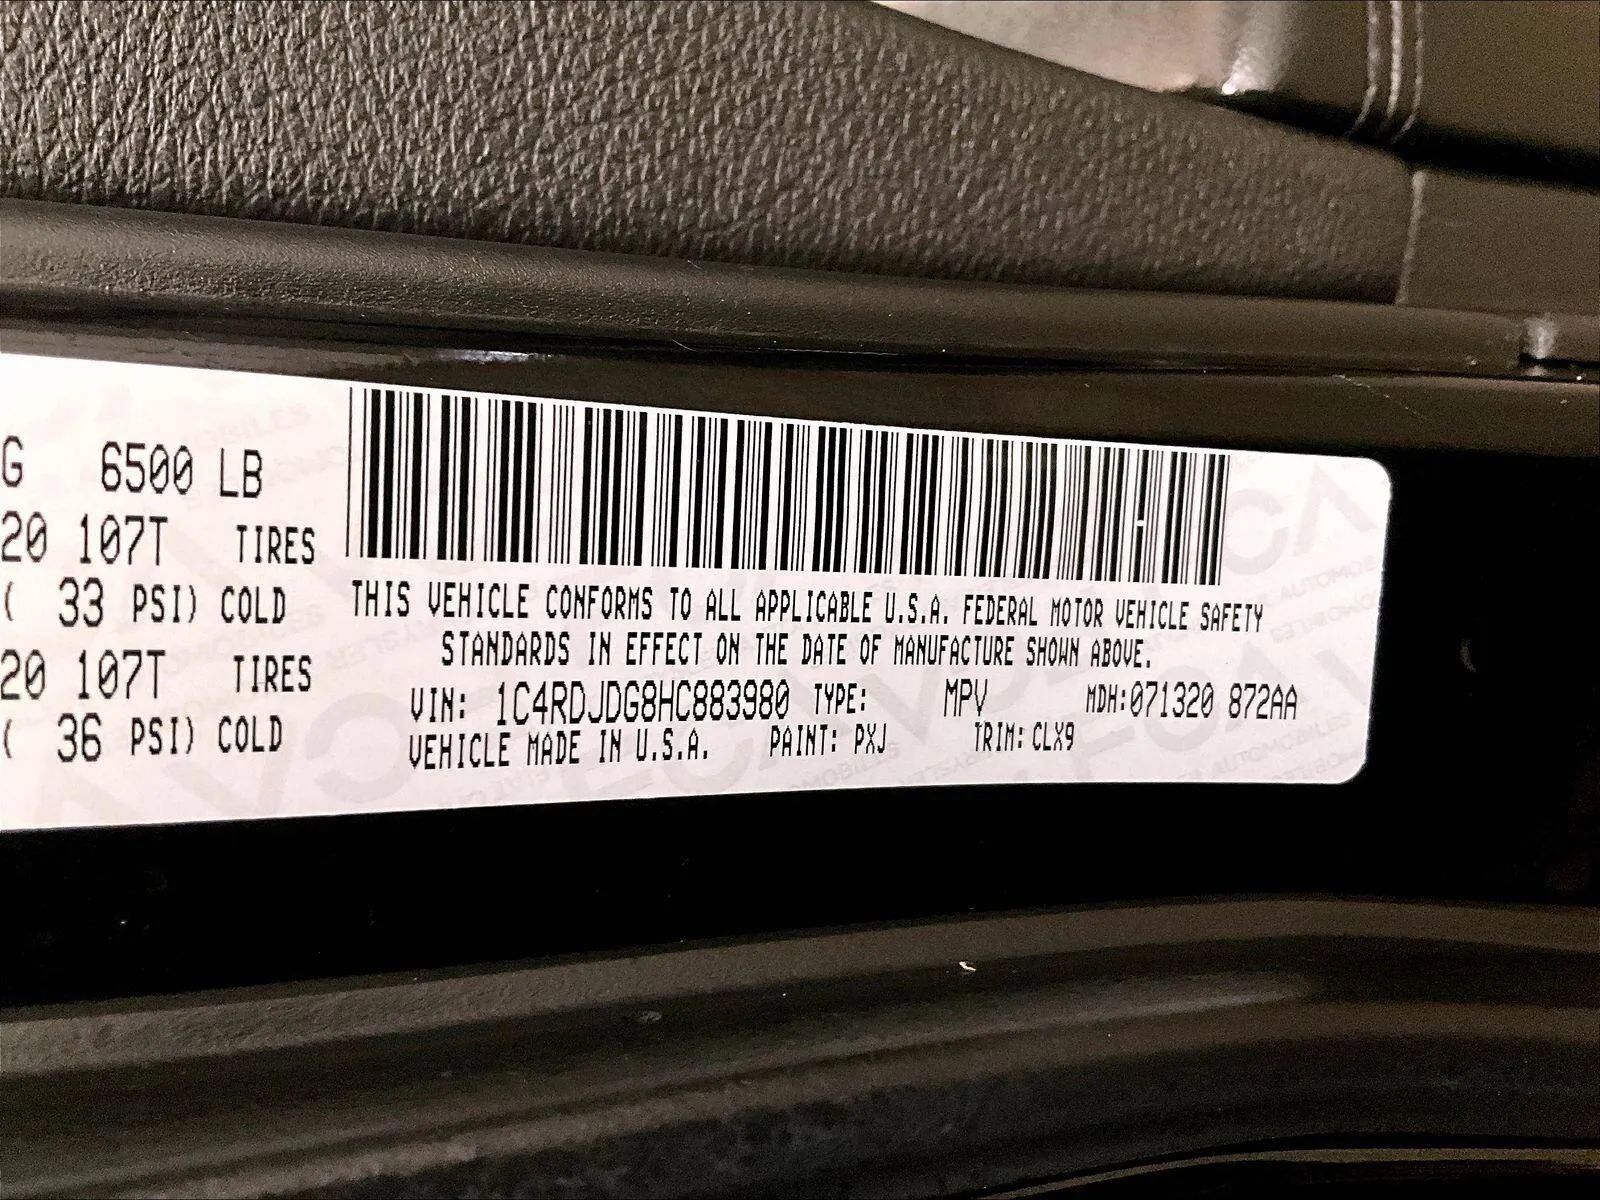 G 6500 LB
20 107T TIRES
( 33 PSI) COLD
20 107T TIRES
( 36 PSI) COLD
THIS VEHICLE CONFORMS TO ALL APPLICABLE U.S.A. FEDERAL MOTOR VEHICLE SAFETY
STANDARDS IN EFFECT ON THE DATE OF MANUFACTURE SHOWN ABOVE.
VIN: 1C4RDJDG8HC883980 TYPE: MPV MDH:071320 872AA
VEHICLE MADE IN U.S.A. PAINT: PXJ TRIM: CLX9